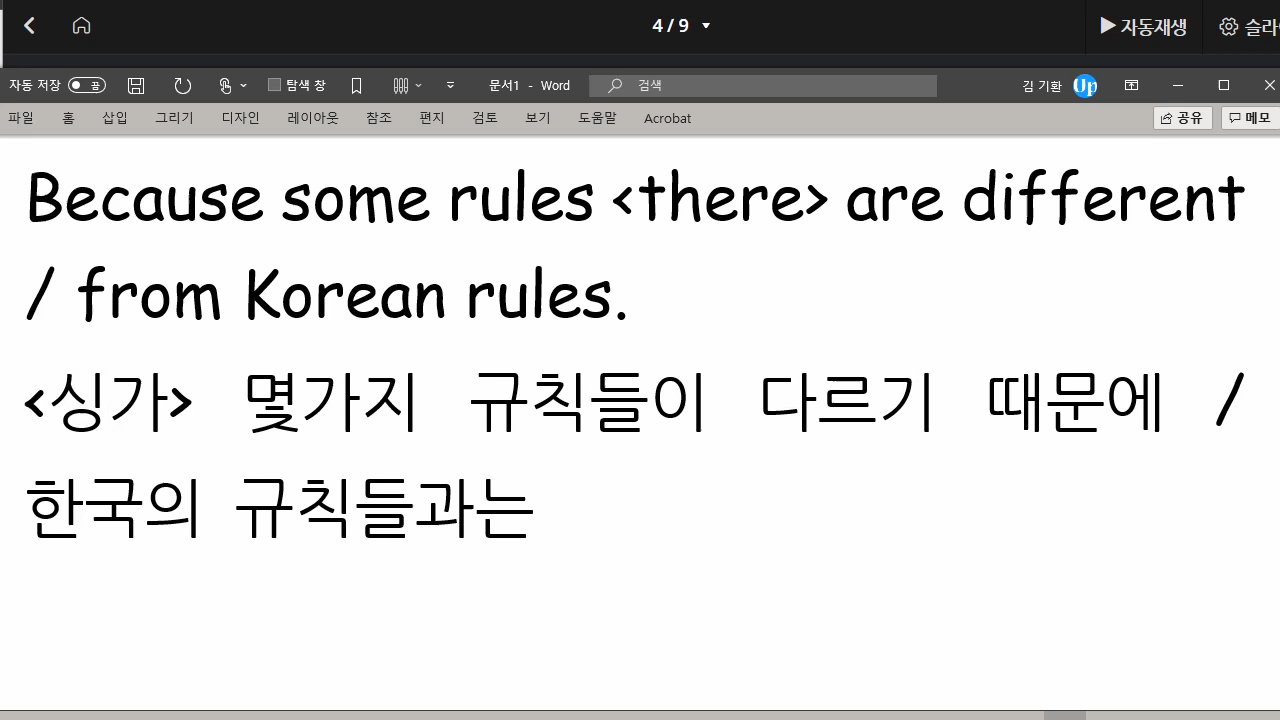 4 / 9
▶ 자동재생
자동 저장 끔 탐색 창 문서1 - Word 검색 김 기환 Up
파일 홈 삽입 그리기 디자인 레이아웃 참조 편지 검토 보기 도움말 Acrobat 공유 메모
Because some rules <there> are different
/ from Korean rules.
<싱가> 몇가지 규칙들이 다르기 때문에 /
한국의 규칙들과는